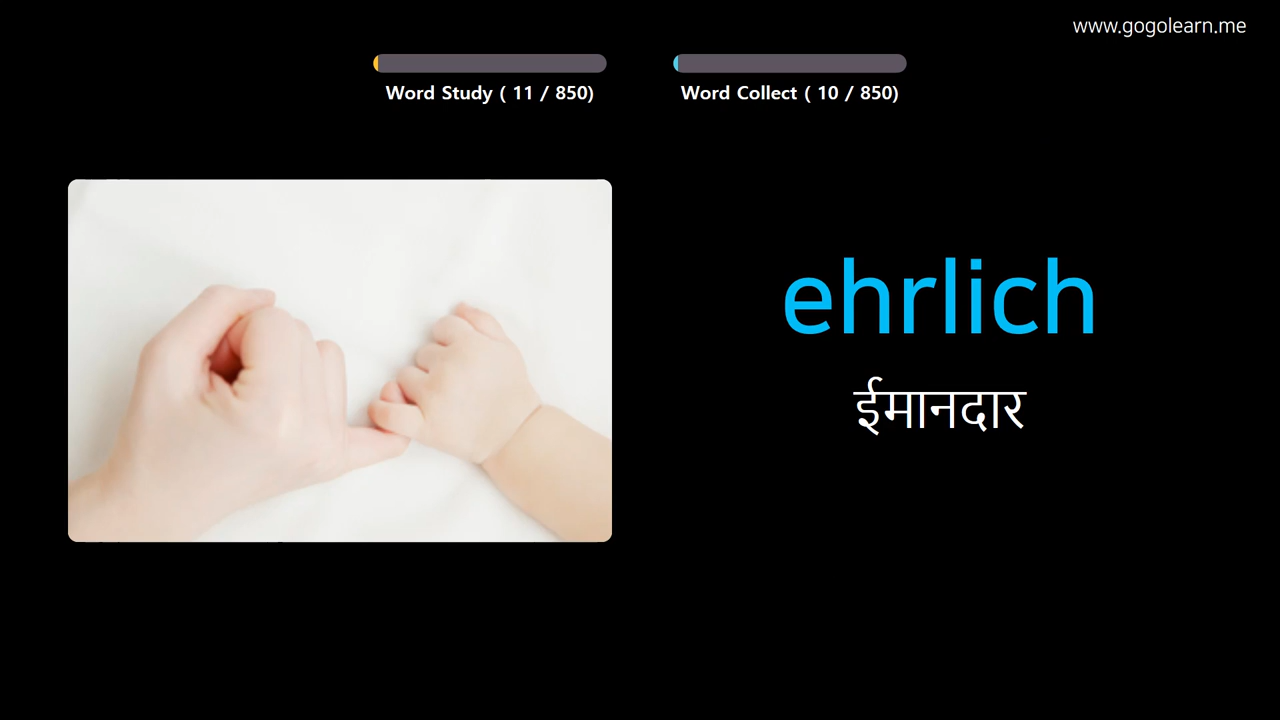 www.gogolearn.me
Word Study ( 11 / 850)
Word Collect ( 10 / 850)
ehrlich
ईमानदार